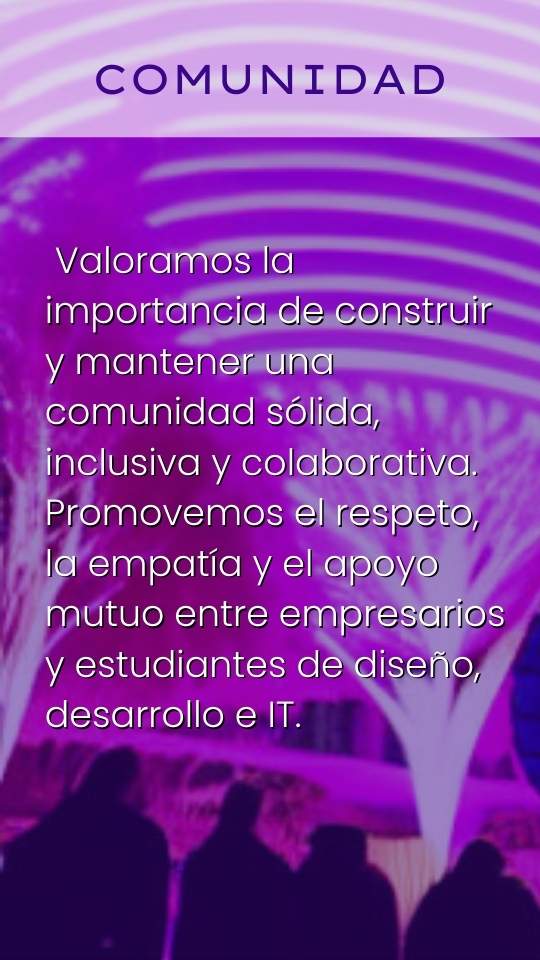 COMUNIDAD
Valoramos la
importancia de construir
y mantener una
comunidad sólida,
inclusiva y colaborativa.
Promovemos el respeto,
la empatía y el apoyo
mutuo entre empresarios
y estudiantes de diseño,
desarrollo e IT.